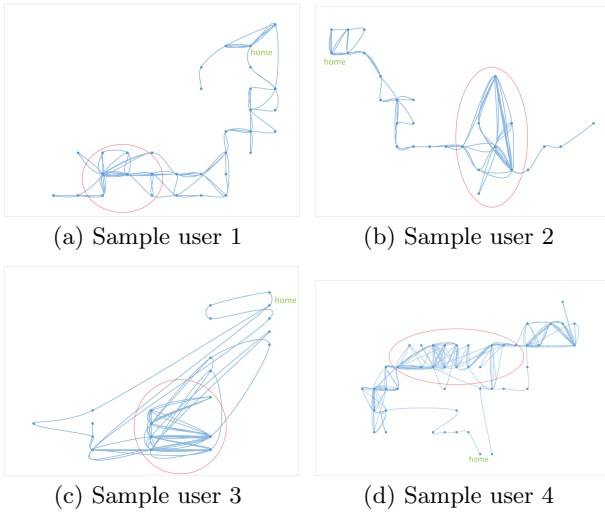 home
home
(a) Sample user 1
(b) Sample user 2
home
home
(c) Sample user 3
(d) Sample user 4